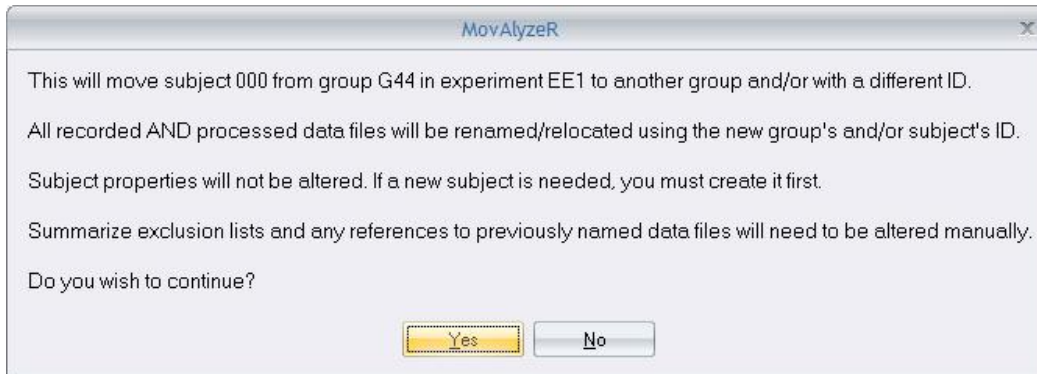 MovAlyzeR
This will move subject 000 from group G44 in experiment EE1 to another group and/or with a different ID.
All recorded AND processed data files will be renamed/relocated using the new group's and/or subject's ID.
Subject properties will not be altered. If a new subject is needed, you must create it first.
Summarize exclusion lists and any references to previously named data files will need to be altered manually.
Do you wish to continue?
Yes No